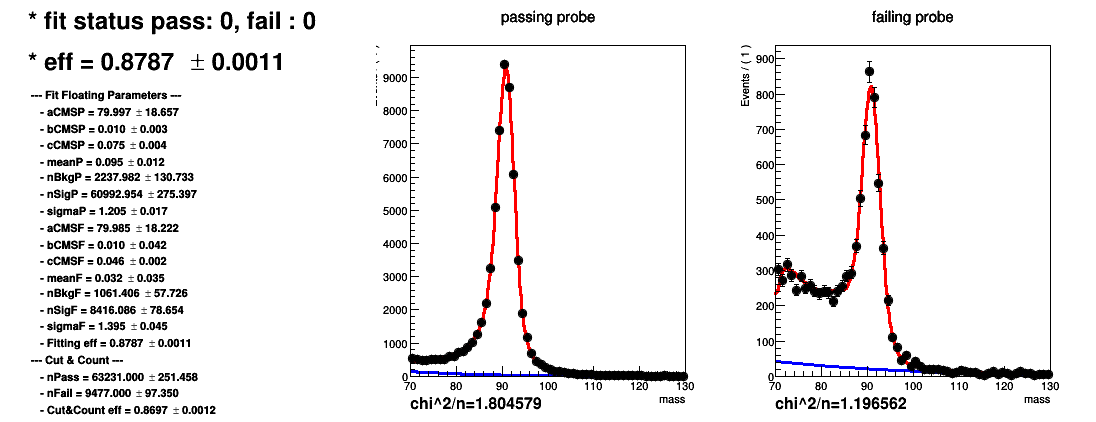 * fit status pass: 0, fail : 0
* eff = 0.8787 ± 0.0011
--- Fit Floating Parameters ---
- aCMSP = 79.997 ± 18.657
- bCMSP = 0.010 ± 0.003
- cCMSP = 0.075 ± 0.004
- meanP = 0.095 ± 0.012
- nBkgP = 2237.982 ± 130.733
- nSigP = 60992.954 ± 275.397
- sigmaP = 1.205 ± 0.017
- aCMSF = 79.985 ± 18.222
- bCMSF = 0.010 ± 0.042
- cCMSF = 0.046 ± 0.002
- meanF = 0.032 ± 0.035
- nBkgF = 1061.406 ± 57.726
- nSigF = 8416.086 ± 78.654
- sigmaF = 1.395 ± 0.045
- Fitting eff = 0.8787 ± 0.0011
--- Cut & Count ---
- nPass = 63231.000 ± 251.458
- nFail = 9477.000 ± 97.350
- Cut&Count eff = 0.8697 ± 0.0012
passing probe
9000
8000
7000
6000
5000
4000
3000
2000
1000
0
70 80 90 100 110 120 130
mass
chi^2/n=1.804579
failing probe
Events / ( 1 )
900
800
700
600
500
400
300
200
100
0
70 80 90 100 110 120 130
mass
chi^2/n=1.196562